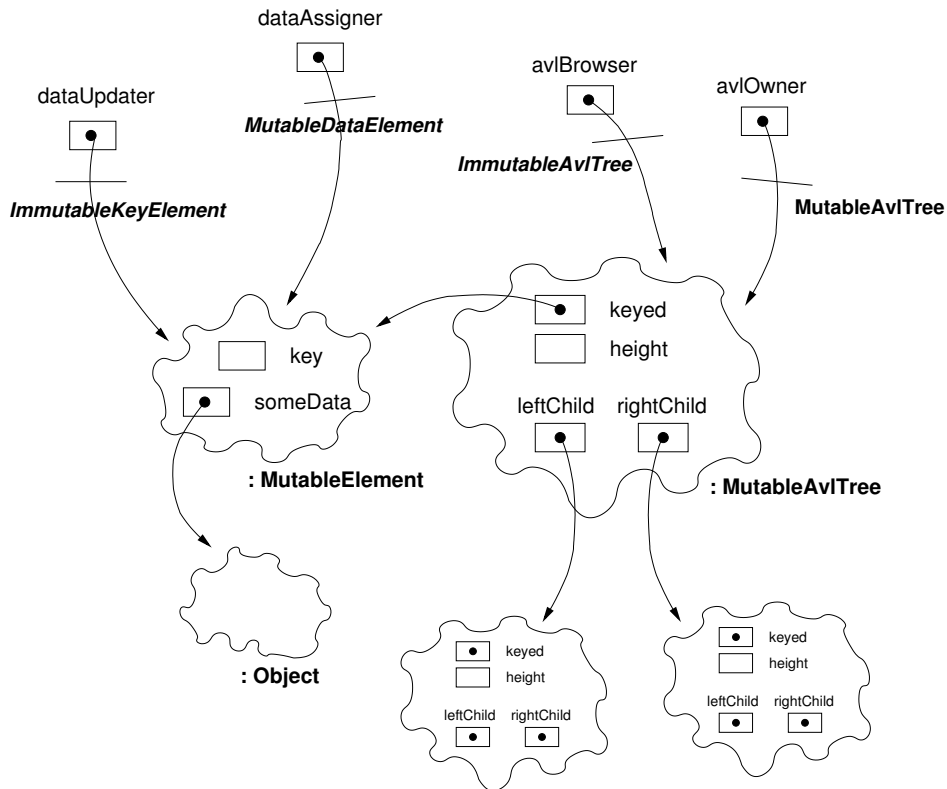 dataAssigner
avlBrowser
avlOwner
dataUpdater
MutableDataElement
ImmutableAvlTree
ImmutableKeyElement
MutableAvlTree
keyed
height
key
someData
leftChild rightChild
: MutableElement
: MutableAvlTree
: Object
keyed
height
leftChild rightChild
keyed
height
leftChild rightChild